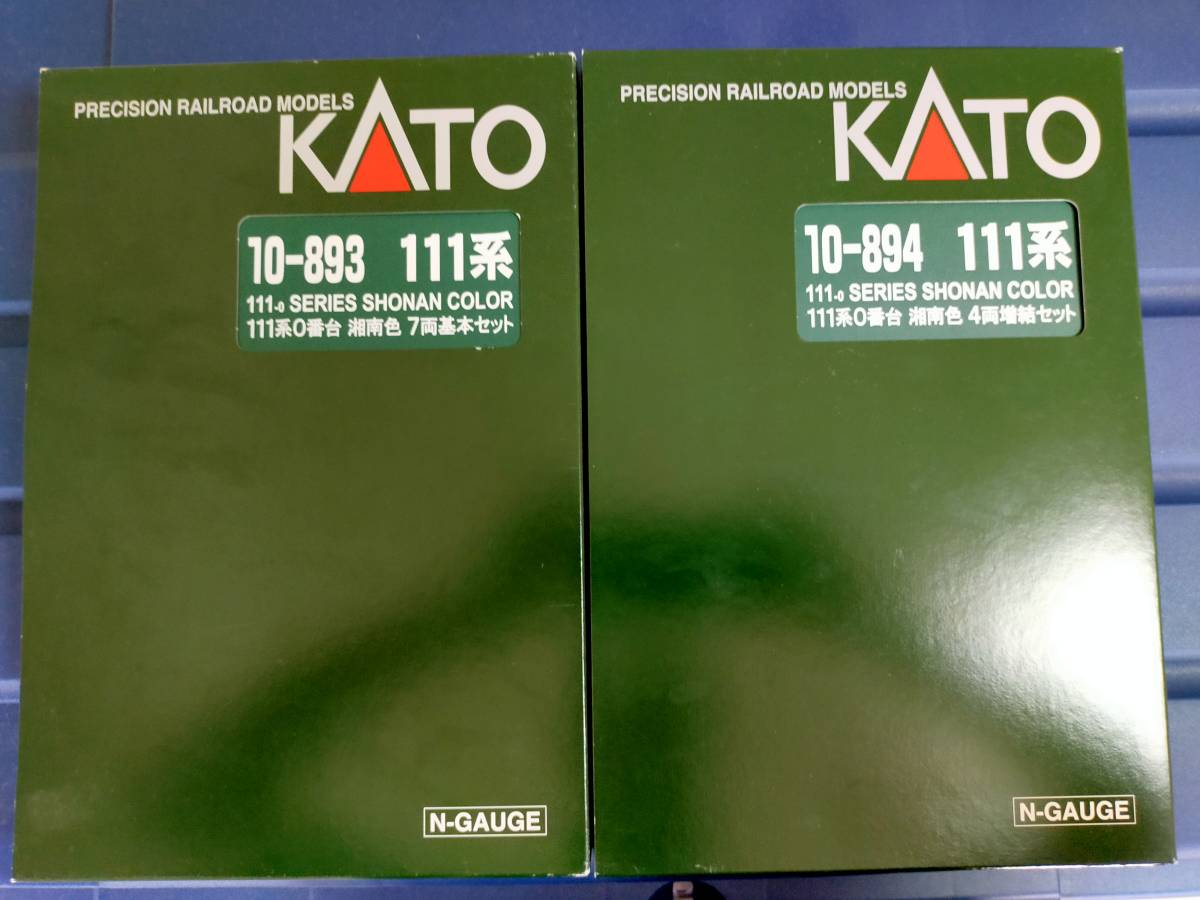 PRECISION RAILROAD MODELS
KATO
10-893 111系
111-0 SERIES SHONAN COLOR
111系0番台 湘南色 7両基本セット
N-GAUGE
PRECISION RAILROAD MODELS
KATO
10-894 111系
111-0 SERIES SHONAN COLOR
111系0番台 湘南色 4両増結セット
N-GAUGE